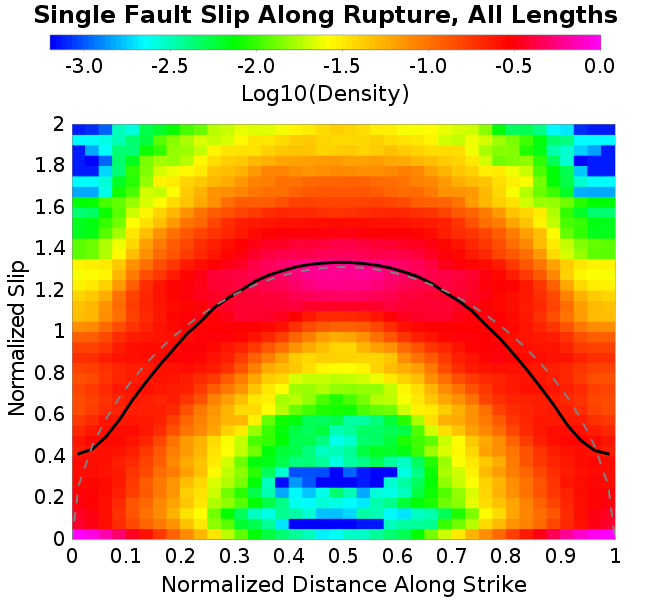 Single Fault Slip Along Rupture, All Lengths
-3.0 -2.5 -2.0 -1.5 -1.0 -0.5 0.0
Log10(Density)
2
1.8
1.6
1.4
1.2
1
0.8
0.6
0.4
0.2
0
Normalized Slip
0 0.1 0.2 0.3 0.4 0.5 0.6 0.7 0.8 0.9 1
Normalized Distance Along Strike